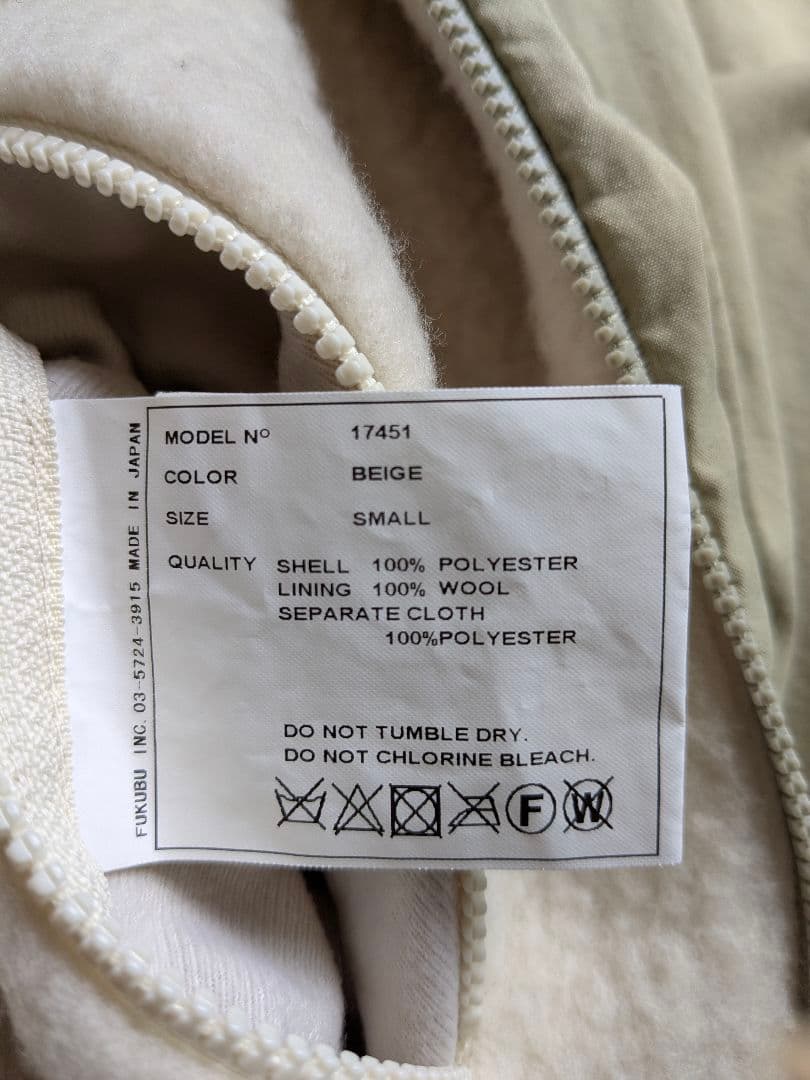 MODEL Nº 17451
COLOR BEIGE
SIZE SMALL
QUALITY SHELL 100% POLYESTER
LINING 100% WOOL
SEPARATE CLOTH
100%POLYESTER
DO NOT TUMBLE DRY.
DO NOT CHLORINE BLEACH.
F W
FUKUBU INC. 03-5724-3915 MADE IN JAPAN